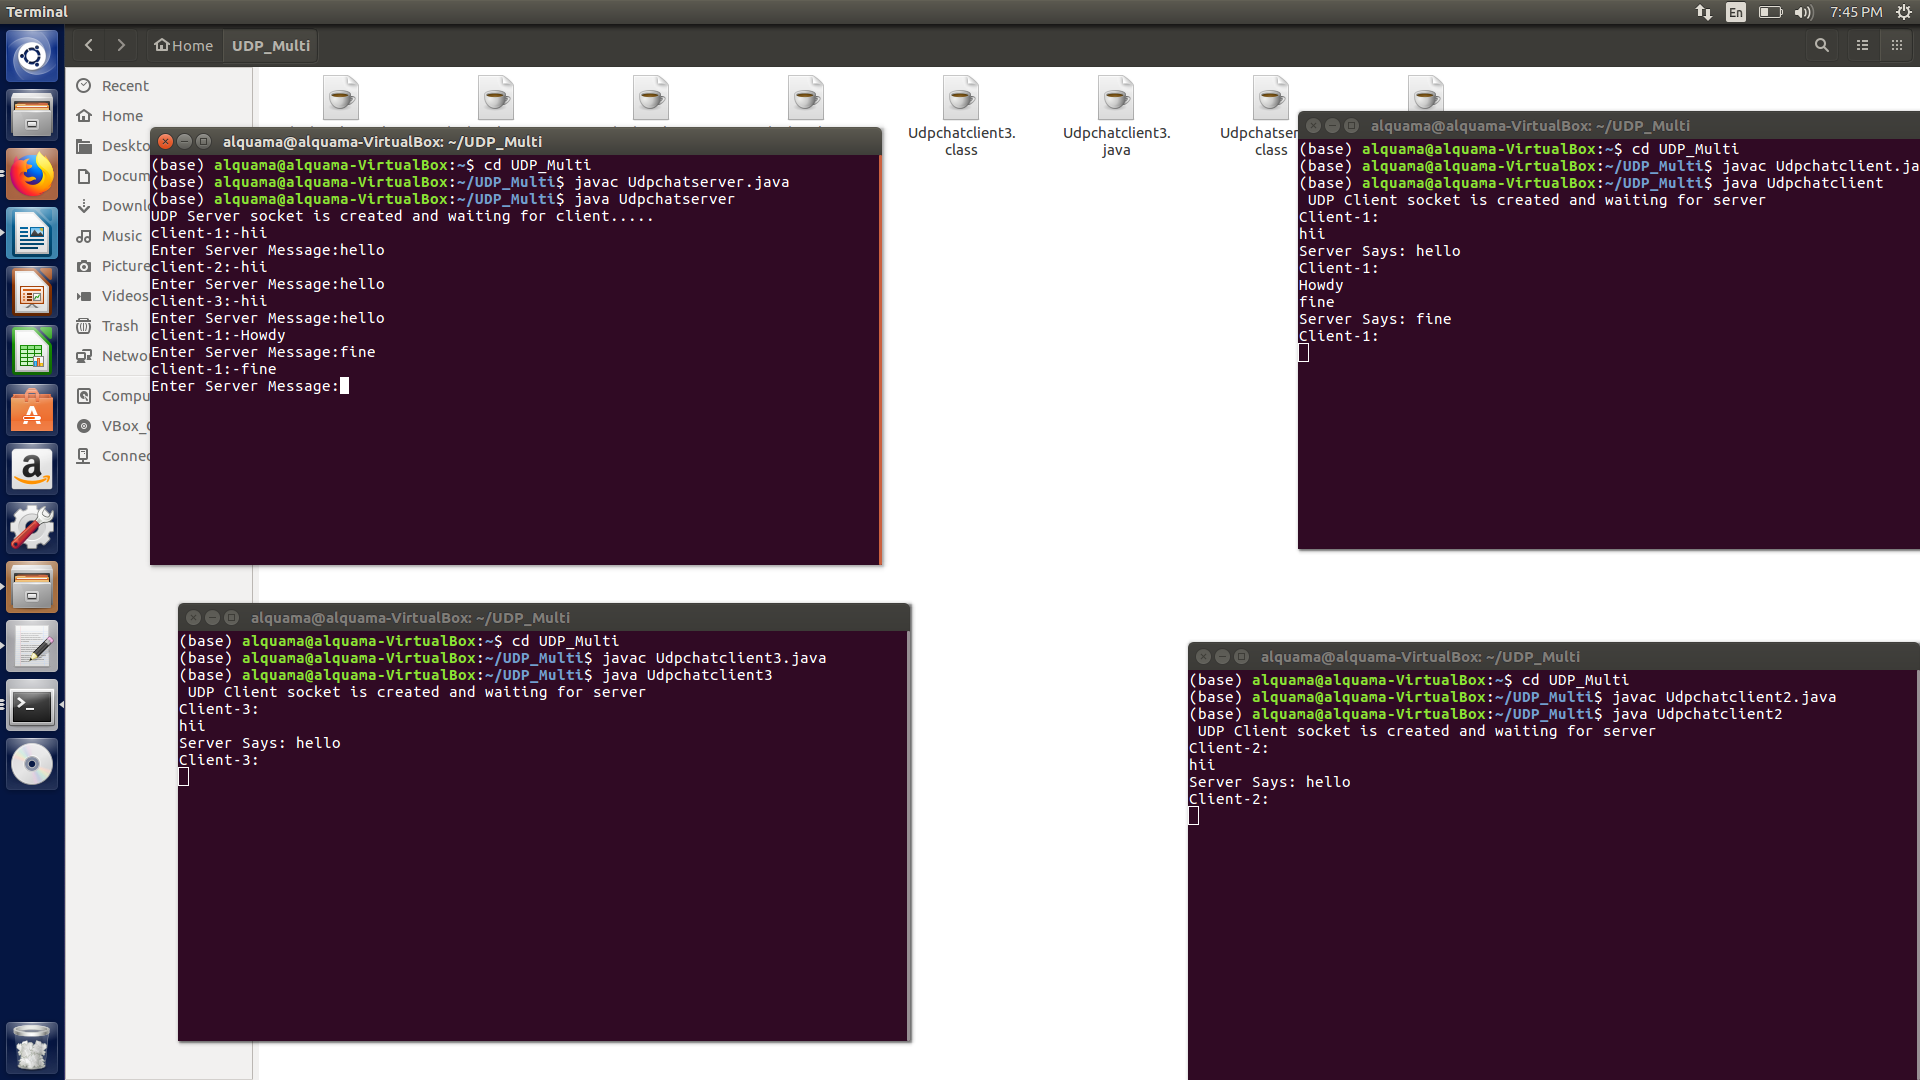 Terminal
En
7:45 PM
Home
UDP_Multi
Recent
Home
Deskto
Docum
Downl
Music
Picture
Videos
Trash
Netwo
Compu
VBox_
Connec
Udpchatclient3.
class
Udpchatclient3.
java
Udpchatser
class
alquama@alquama-VirtualBox: ~/UDP_Multi
(base) alquama@alquama-VirtualBox:~$ cd UDP_Multi
(base) alquama@alquama-VirtualBox:~/UDP_Multi$ javac Udpchatserver.java
(base) alquama@alquama-VirtualBox:~/UDP_Multi$ java Udpchatserver
UDP Server socket is created and waiting for client.....
client-1:-hii
Enter Server Message:hello
client-2:-hii
Enter Server Message:hello
client-3:-hii
Enter Server Message:hello
client-1:-Howdy
Enter Server Message:fine
client-1:-fine
Enter Server Message:
alquama@alquama-VirtualBox: ~/UDP_Multi
(base) alquama@alquama-VirtualBox:~$ cd UDP_Multi
(base) alquama@alquama-VirtualBox:~/UDP_Multi$ javac Udpchatclient.ja
(base) alquama@alquama-VirtualBox:~/UDP_Multi$ java Udpchatclient
UDP Client socket is created and waiting for server
Client-1:
hii
Server Says: hello
Client-1:
Howdy
fine
Server Says: fine
Client-1:
alquama@alquama-VirtualBox: ~/UDP_Multi
(base) alquama@alquama-VirtualBox:~$ cd UDP_Multi
(base) alquama@alquama-VirtualBox:~/UDP_Multi$ javac Udpchatclient3.java
(base) alquama@alquama-VirtualBox:~/UDP_Multi$ java Udpchatclient3
UDP Client socket is created and waiting for server
Client-3:
hii
Server Says: hello
Client-3:
alquama@alquama-VirtualBox: ~/UDP_Multi
(base) alquama@alquama-VirtualBox:~$ cd UDP_Multi
(base) alquama@alquama-VirtualBox:~/UDP_Multi$ javac Udpchatclient2.java
(base) alquama@alquama-VirtualBox:~/UDP_Multi$ java Udpchatclient2
UDP Client socket is created and waiting for server
Client-2:
hii
Server Says: hello
Client-2: